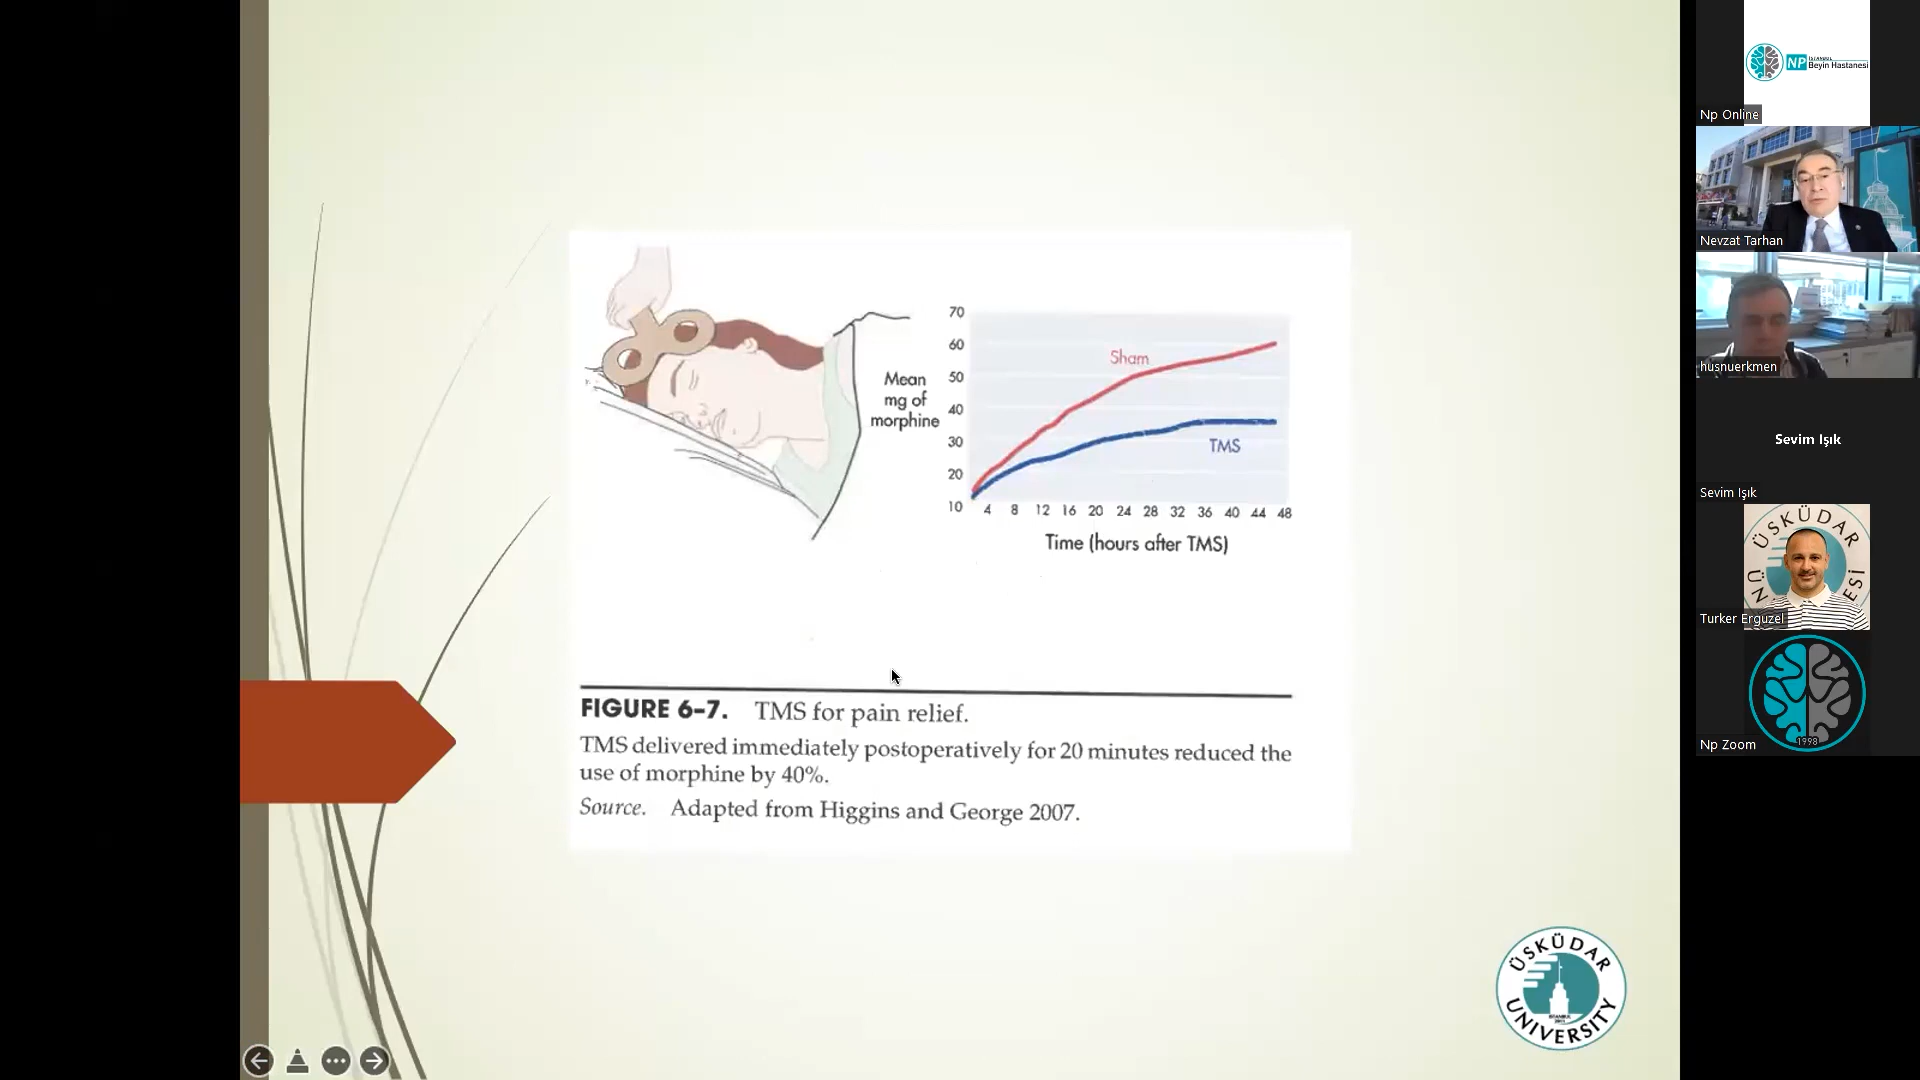 70
60
50
40
30
20
10
Mean
mg of
morphine
Sham
TMS
4 8 12 16 20 24 28 32 36 40 44 48
Time (hours after TMS)
FIGURE 6–7. TMS for pain relief.
TMS delivered immediately postoperatively for 20 minutes reduced the
use of morphine by 40%.
Source. Adapted from Higgins and George 2007.
ÜSKÜDAR
UNIVERSITY
NP
Beyin Hastanesi
Np Online
Nevzat Tarhan
husnuerkmen
Sevim Işık
Sevim Işık
ÜSKÜDAR
Turker Erguzel
1998
Np Zoom